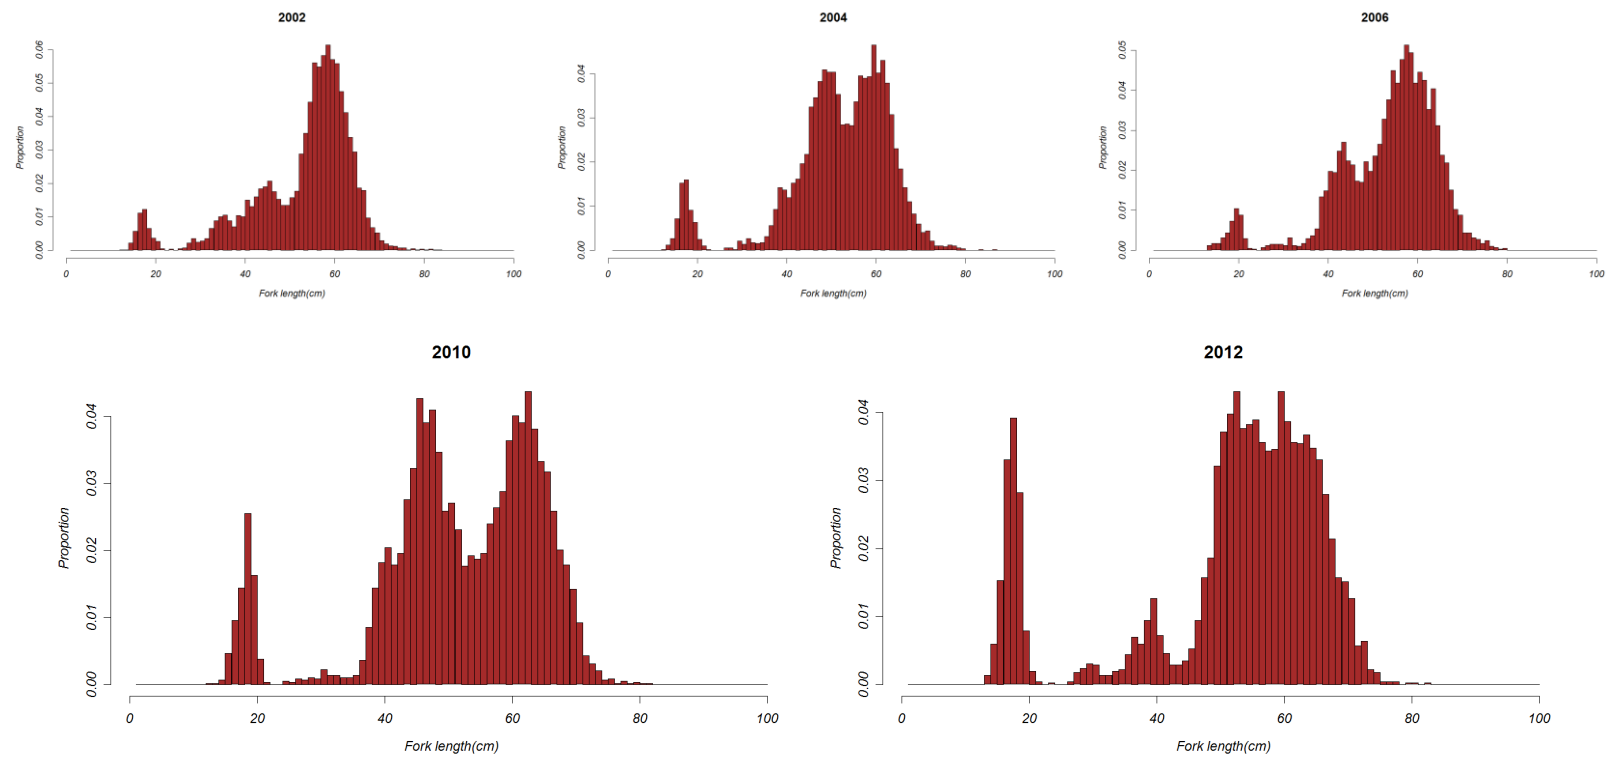 2002
Proportion
0.00 0.01 0.02 0.03 0.04 0.05 0.06
0 20 40 60 80 100
Fork length(cm)
2004
Proportion
0.00 0.01 0.02 0.03 0.04
0 20 40 60 80 100
Fork length(cm)
2006
Proportion
0.00 0.01 0.02 0.03 0.04 0.05
0 20 40 60 80 100
Fork length(cm)
2010
Proportion
0.00 0.01 0.02 0.03 0.04
0 20 40 60 80 100
Fork length(cm)
2012
Proportion
0.00 0.01 0.02 0.03 0.04
0 20 40 60 80 100
Fork length(cm)